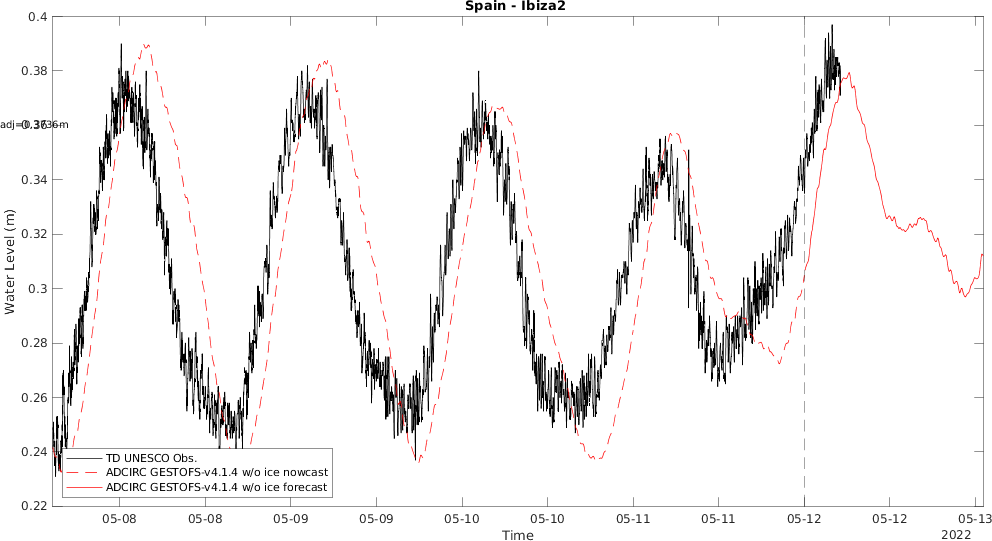 Spain - Ibiza2
0.4
0.38
adj=0.3736m
0.36
0.34
0.32
0.3
0.28
0.26
0.24
0.22
Water Level (m)
TD UNESCO Obs.
ADCIRC GESTOFS-v4.1.4 w/o ice nowcast
ADCIRC GESTOFS-v4.1.4 w/o ice forecast
05-08 05-08 05-09 05-09 05-10 05-10 05-11 05-11 05-12 05-12 05-13
Time
2022